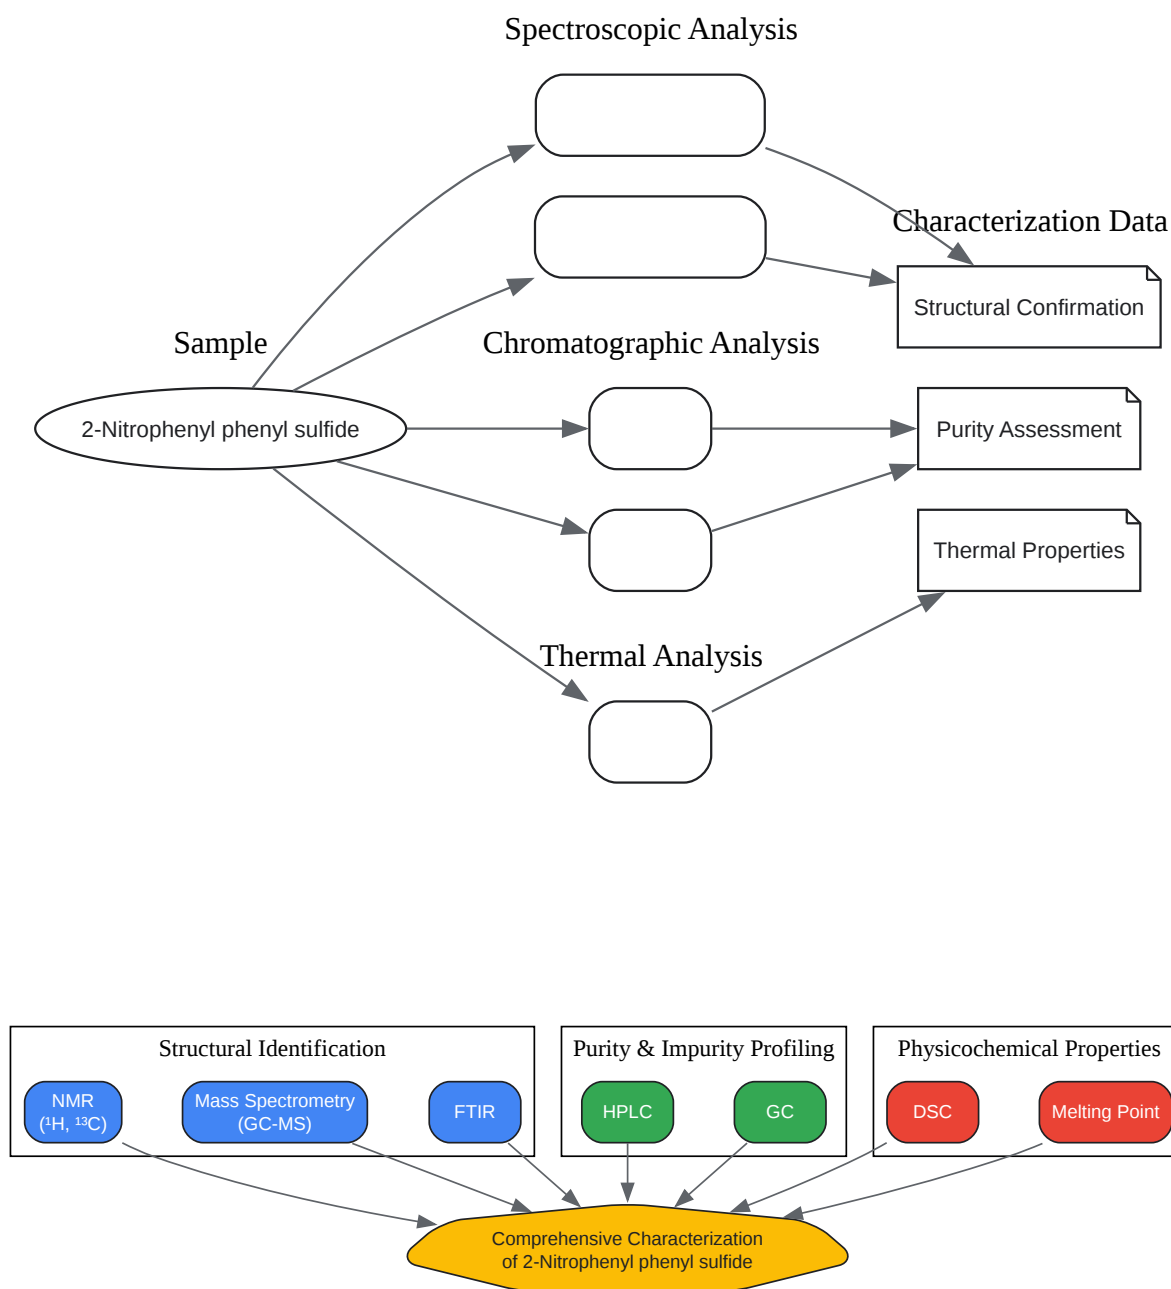 Spectroscopic Analysis
Characterization Data
Structural Confirmation
Sample
Chromatographic Analysis
2-Nitrophenyl phenyl sulfide
Purity Assessment
Thermal Properties
Thermal Analysis
Structural Identification
NMR
(¹H, ¹³C)
Mass Spectrometry
(GC-MS)
FTIR
Purity & Impurity Profiling
HPLC
GC
Physicochemical Properties
DSC
Melting Point
Comprehensive Characterization
of 2-Nitrophenyl phenyl sulfide